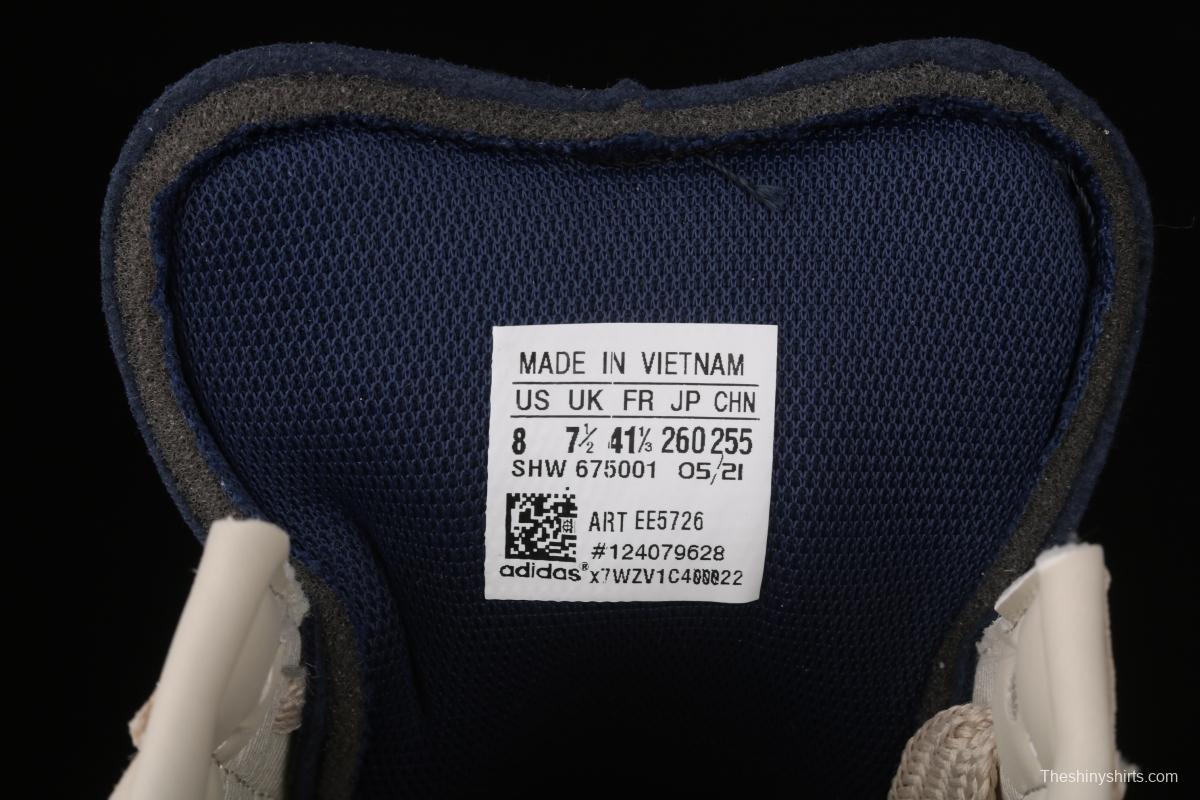 MADE IN VIETNAM
US UK FR JP CHN
8 7½ 41⅓ 260 255
SHW 675001 05/21
ART EE5726
#124079628
adidas® x7WZV1C400022
Theshinyshirts.com